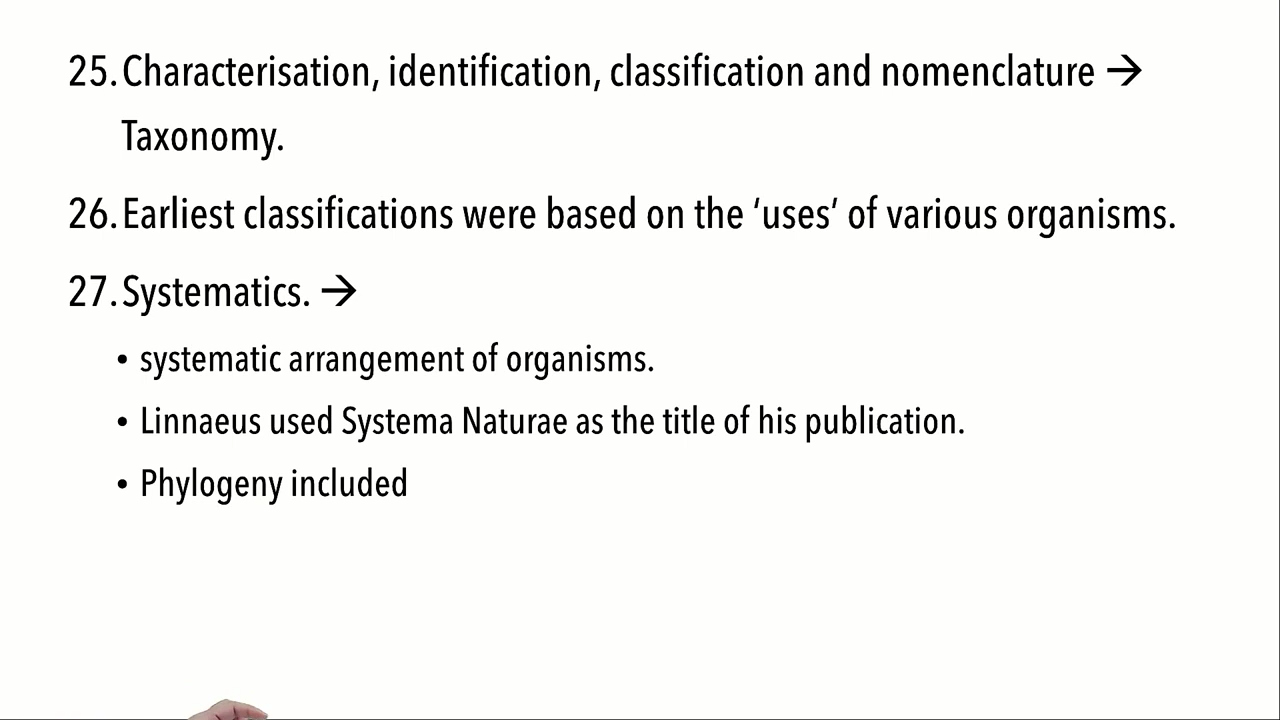 25. Characterisation, identification, classification and nomenclature →
Taxonomy.
26. Earliest classifications were based on the ‘uses’ of various organisms.
27. Systematics. →
• systematic arrangement of organisms.
• Linnaeus used Systema Naturae as the title of his publication.
• Phylogeny included